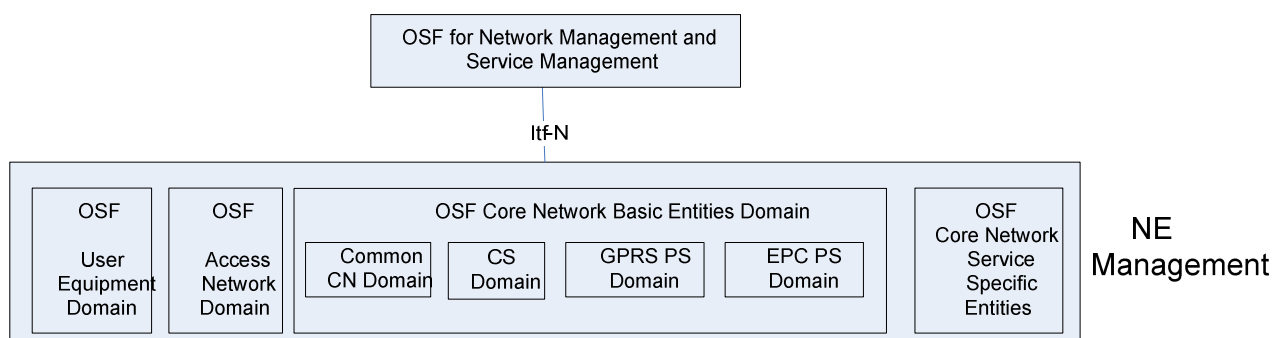 OSF for Network Management and
Service Management
Itf-N
OSF
User
Equipment
Domain
OSF
Access
Network
Domain
OSF Core Network Basic Entities Domain
Common
CN Domain
CS
Domain
GPRS PS
Domain
EPC PS
Domain
OSF
Core Network
Service
Specific
Entities
NE
Management